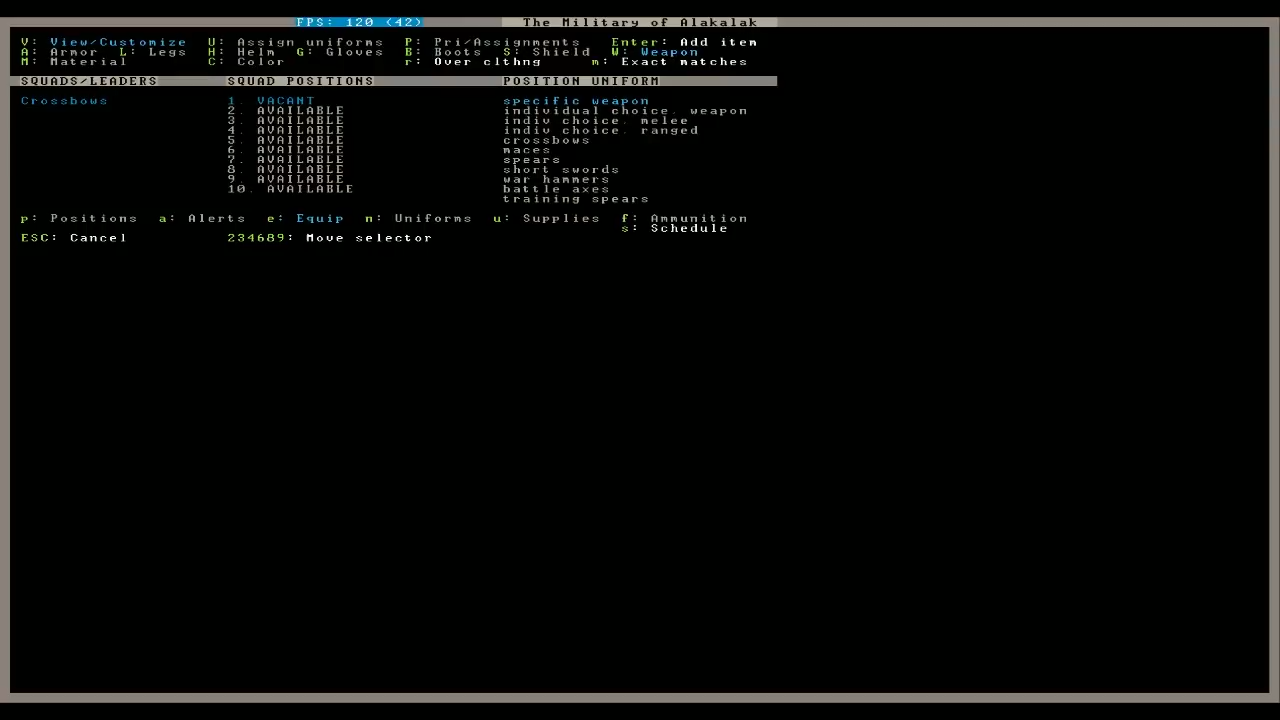 FPS: 120 (42) The Military of Alakalak
V: View/Customize U: Assign uniforms P: Pri/Assignments Enter: Add item
A: Armor L: Legs H: Helm G: Gloves B: Boots S: Shield W: Weapon
M: Material C: Color r: Over clthng m: Exact matches
SQUADS/LEADERS SQUAD POSITIONS POSITION UNIFORM
Crossbows 1. VACANT specific weapon
2. AVAILABLE individual choice, weapon
3. AVAILABLE indiv choice, melee
4. AVAILABLE indiv choice, ranged
5. AVAILABLE crossbows
6. AVAILABLE maces
7. AVAILABLE spears
8. AVAILABLE short swords
9. AVAILABLE war hammers
10. AVAILABLE battle axes
training spears
p: Positions a: Alerts e: Equip n: Uniforms u: Supplies f: Ammunition
s: Schedule
ESC: Cancel 234689: Move selector